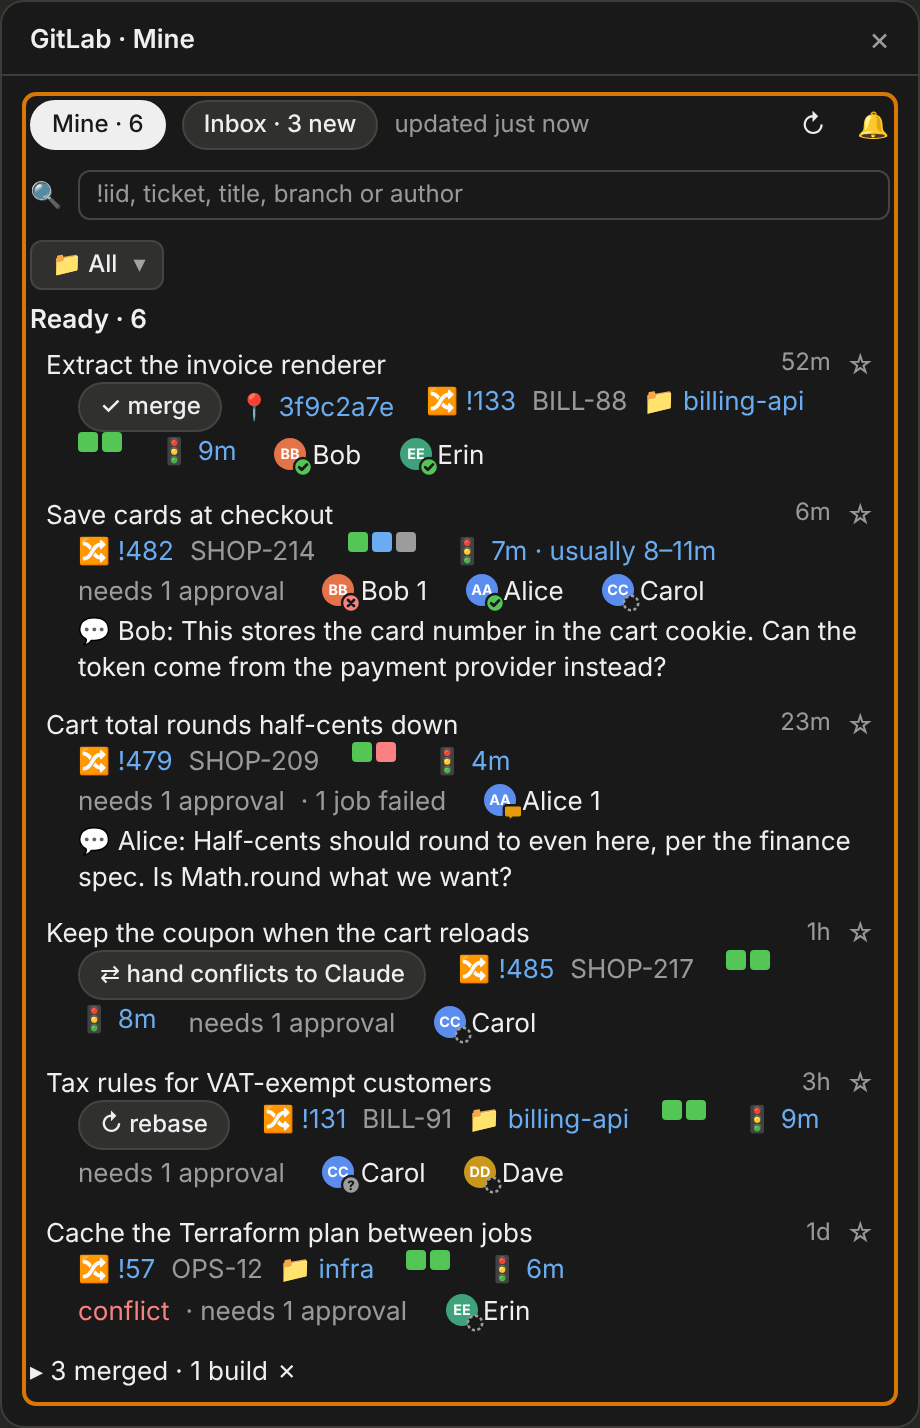 GitLab · Mine ×
Mine · 6 Inbox · 3 new updated just now ↻ 🔔
🔍 !iid, ticket, title, branch or author
📁 All ▾
Ready · 6
Extract the invoice renderer 52m ☆
✓ merge 📍 3f9c2a7e 🔀 !133 BILL-88 📁 billing-api
🚦 9m BB Bob EE Erin
Save cards at checkout 6m ☆
🔀 !482 SHOP-214 🚦 7m · usually 8–11m
needs 1 approval BB Bob 1 AA Alice CC Carol
💬 Bob: This stores the card number in the cart cookie. Can the
token come from the payment provider instead?
Cart total rounds half-cents down 23m ☆
🔀 !479 SHOP-209 🚦 4m
needs 1 approval · 1 job failed AA Alice 1
💬 Alice: Half-cents should round to even here, per the finance
spec. Is Math.round what we want?
Keep the coupon when the cart reloads 1h ☆
⇄ hand conflicts to Claude 🔀 !485 SHOP-217
🚦 8m needs 1 approval CC Carol
Tax rules for VAT-exempt customers 3h ☆
↻ rebase 🔀 !131 BILL-91 📁 billing-api 🚦 9m
needs 1 approval CC ? Carol DD Dave
Cache the Terraform plan between jobs 1d ☆
🔀 !57 OPS-12 📁 infra 🚦 6m
conflict · needs 1 approval EE Erin
▸ 3 merged · 1 build ×